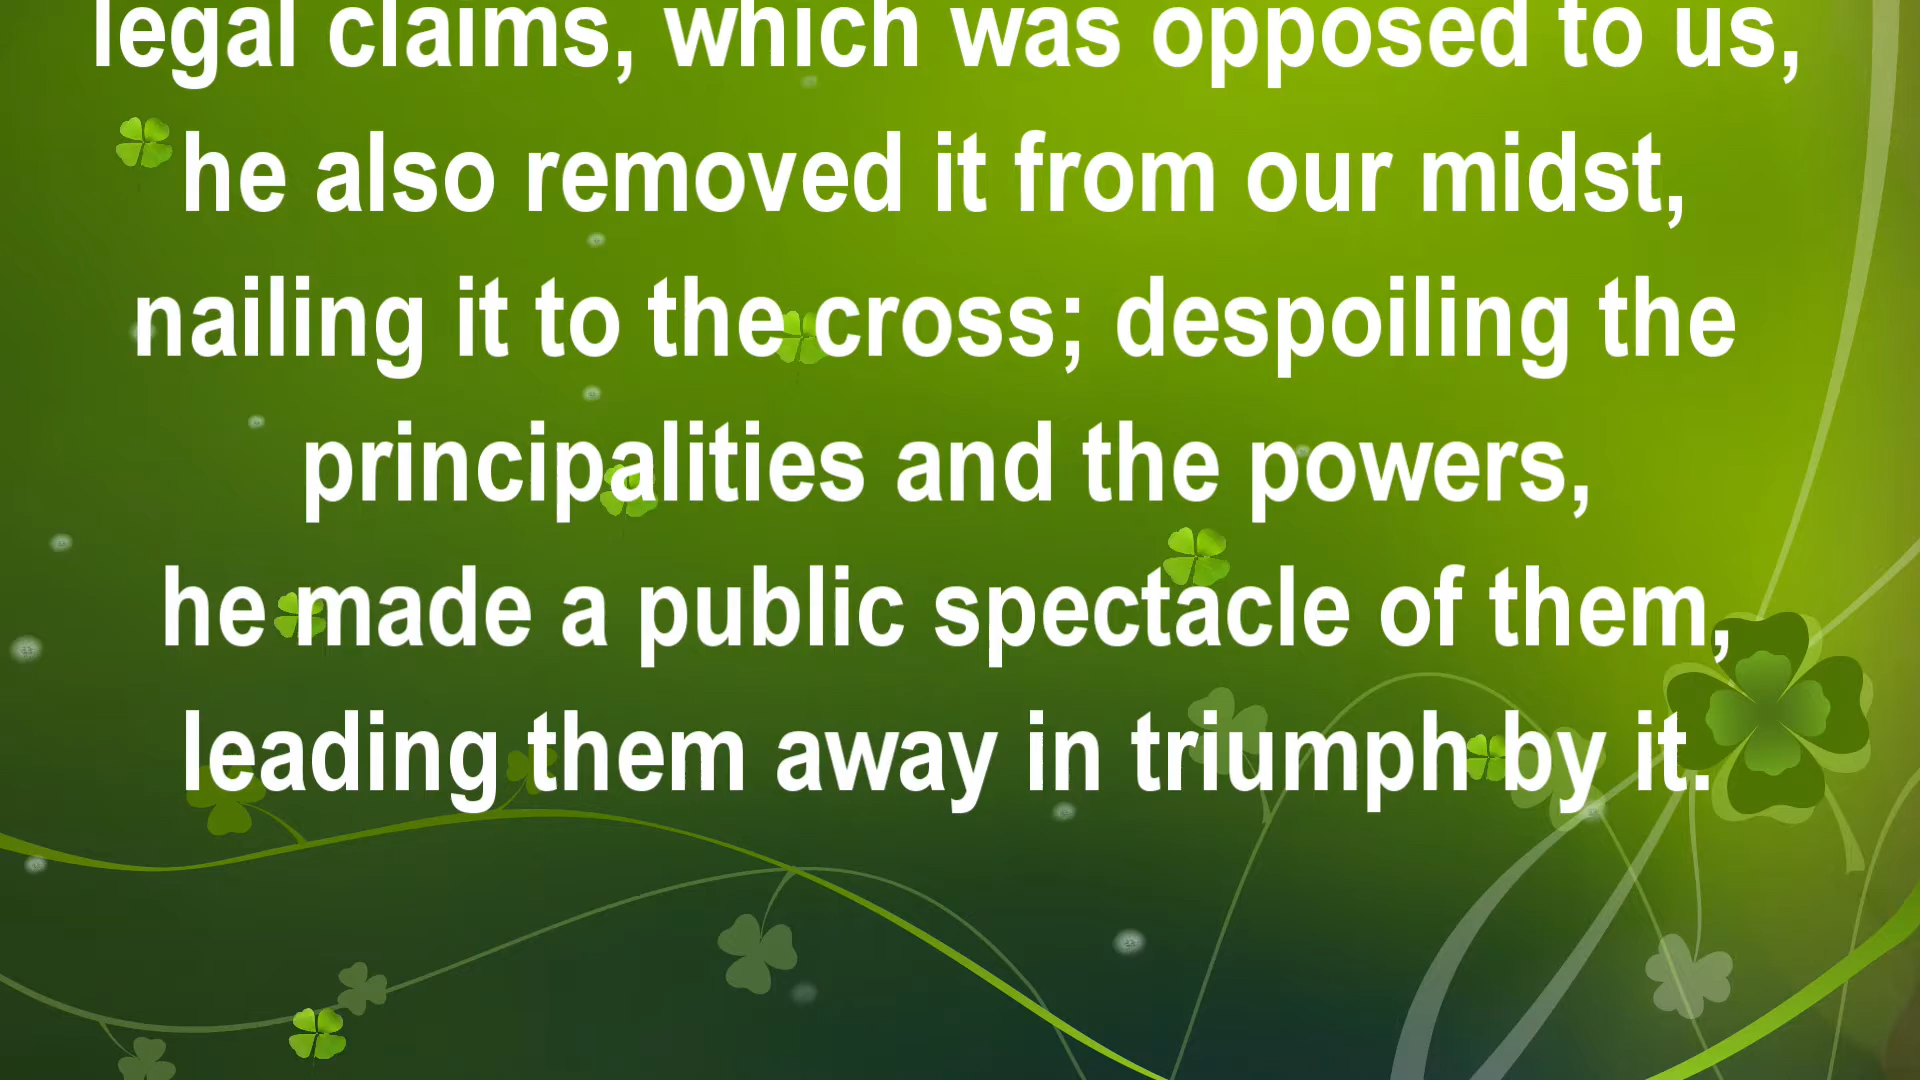 legal claims, which was opposed to us,
he also removed it from our midst,
nailing it to the cross; despoiling the
principalities and the powers,
he made a public spectacle of them,
leading them away in triumph by it.